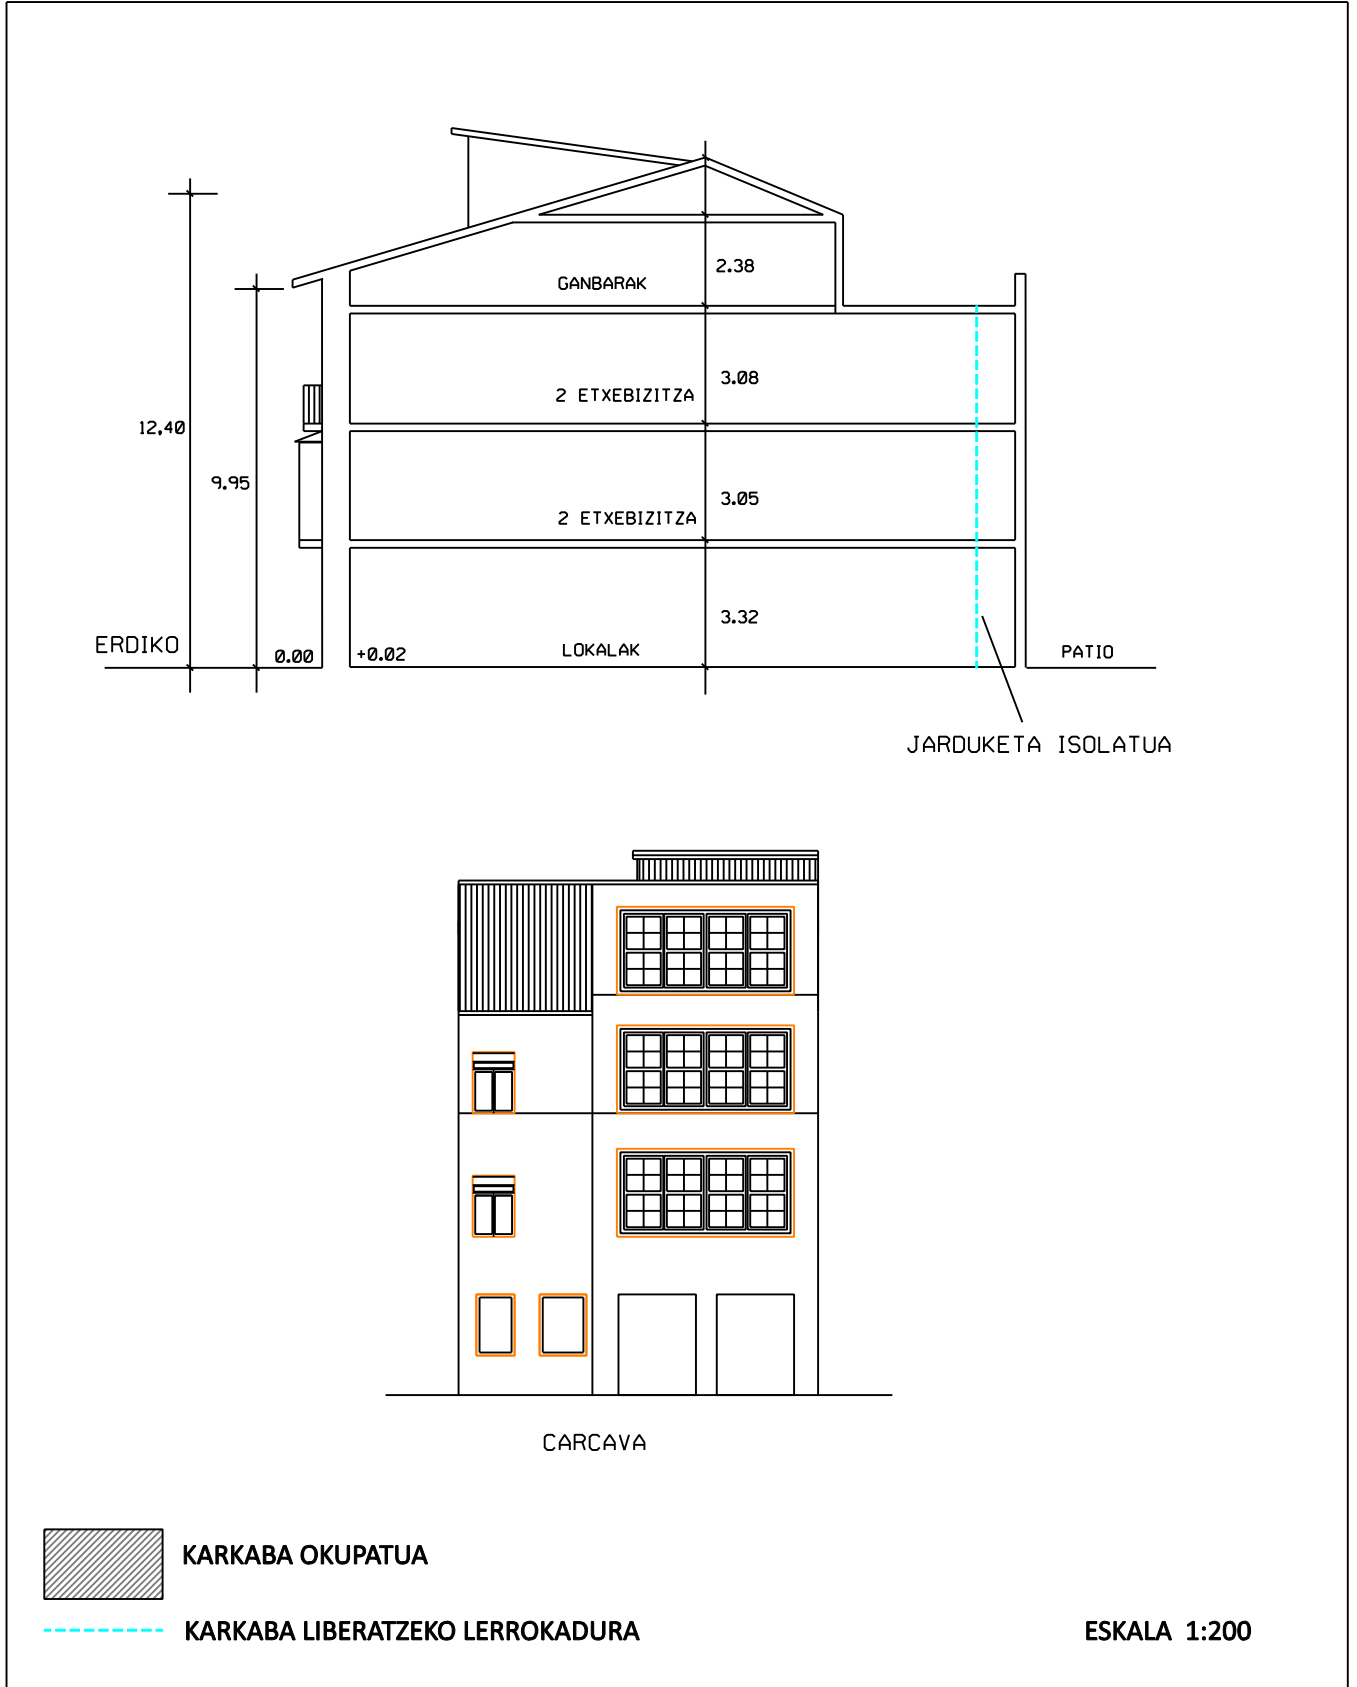 2.38
GANBARAK
3.08
2 ETXEBIZITZA
12,40
9.95
3.05
2 ETXEBIZITZA
3.32
ERDIKO
0.00
+0.02
LOKALAK
PATIO
JARDUKETA ISOLATUA
CARCAVA
KARKABA OKUPATUA
KARKABA LIBERATZEKO LERROKADURA
ESKALA 1:200